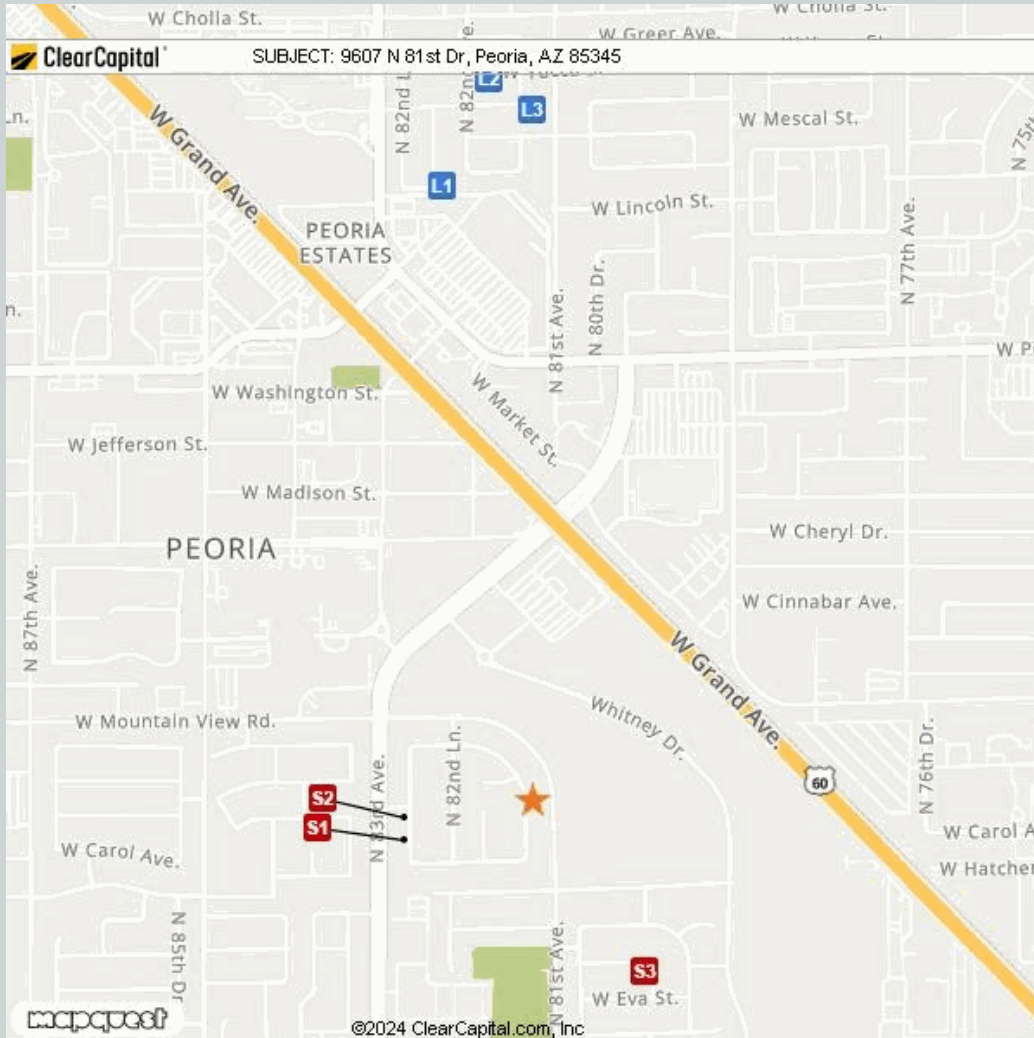 W Cholla St.
W Cholla St.
W Greer Ave.
ClearCapital
SUBJECT: 9607 N 81st Dr, Peoria, AZ 85345
L2
L3
N 82nd
Ln.
W Grand Ave.
W Mescal St.
N 75th
L1
W Lincoln St.
PEORIA
ESTATES
N 77th Ave.
N 80th Dr.
N 81st Ave.
n.
W Washington St.
W Market St.
W Jefferson St.
W Madison St.
PEORIA
W Cheryl Dr.
N 87th Ave.
W Cinnabar Ave.
W Grand Ave.
W Mountain View Rd.
Whitney Dr.
N 82nd Ln.
N 76th Dr.
60
S2
S1
N 83rd Ave.
W Carol Ave.
W Carol A
W Hatcher
N 85th Dr
N 81st Ave.
S3
W Eva St.
mapquest
©2024 ClearCapital.com, Inc